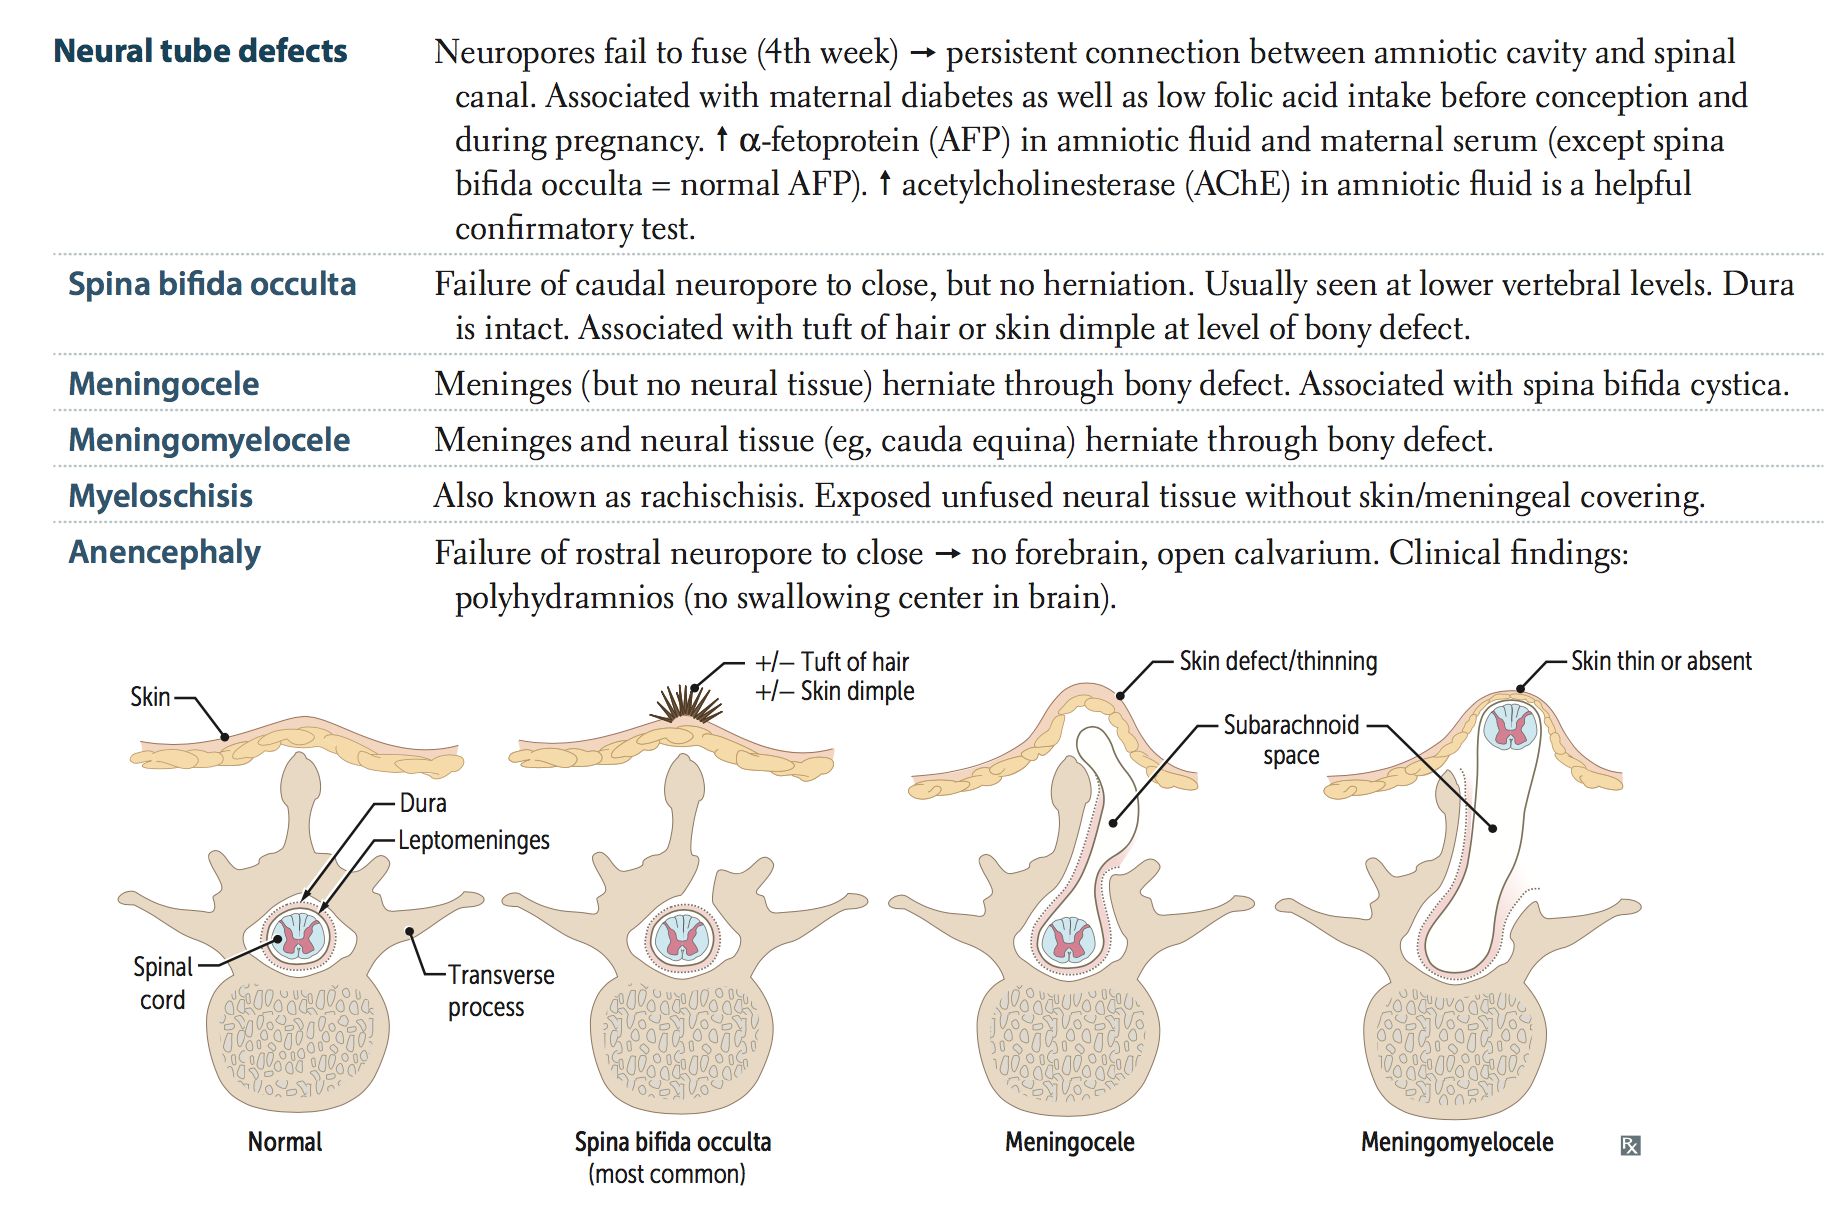 Neural tube defects
Neuropores fail to fuse (4th week) → persistent connection between amniotic cavity and spinal
canal. Associated with maternal diabetes as well as low folic acid intake before conception and
during pregnancy. ↑ α-fetoprotein (AFP) in amniotic fluid and maternal serum (except spina
bifida occulta = normal AFP). ↑ acetylcholinesterase (AChE) in amniotic fluid is a helpful
confirmatory test.
Spina bifida occulta
Failure of caudal neuropore to close, but no herniation. Usually seen at lower vertebral levels. Dura
is intact. Associated with tuft of hair or skin dimple at level of bony defect.
Meningocele
Meninges (but no neural tissue) herniate through bony defect. Associated with spina bifida cystica.
Meningomyelocele
Meninges and neural tissue (eg, cauda equina) herniate through bony defect.
Myeloschisis
Also known as rachischisis. Exposed unfused neural tissue without skin/meningeal covering.
Anencephaly
Failure of rostral neuropore to close → no forebrain, open calvarium. Clinical findings:
polyhydramnios (no swallowing center in brain).
Skin
Dura
Leptomeninges
Spinal
cord
Transverse
process
Normal
+/– Tuft of hair
+/– Skin dimple
Spina bifida occulta
(most common)
Skin defect/thinning
Subarachnoid
space
Meningocele
Skin thin or absent
Meningomyelocele
Rx